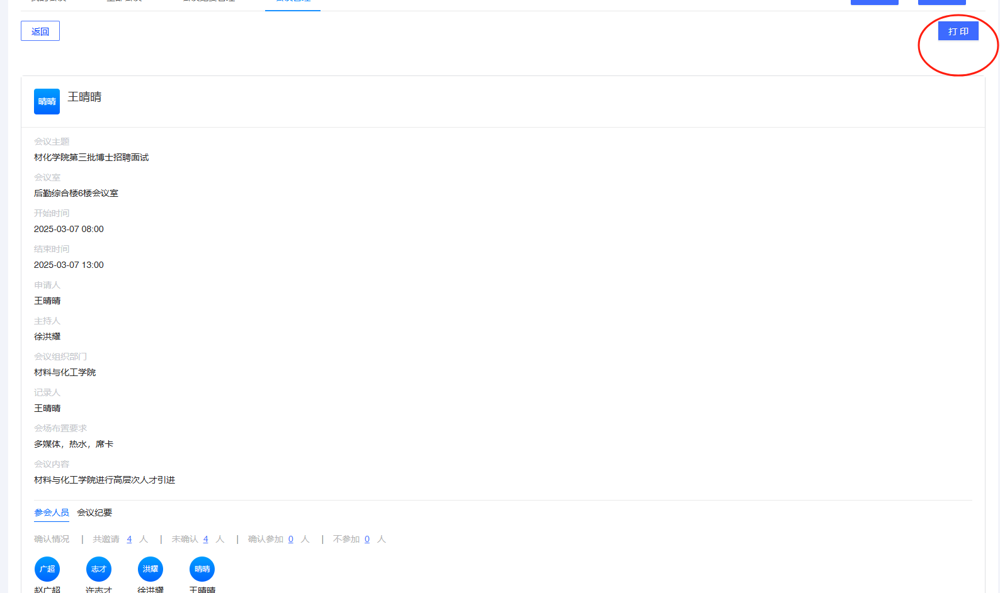 会议管理
返回
打 印
晴晴 王晴晴
会议主题
材化学院第三批博士招聘面试
会议室
后勤综合楼6楼会议室
开始时间
2025-03-07 08:00
结束时间
2025-03-07 13:00
申请人
王晴晴
主持人
徐洪耀
会议组织部门
材料与化工学院
记录人
王晴晴
会场布置要求
多媒体，热水，席卡
会议内容
材料与化工学院进行高层次人才引进
参会人员 会议纪要
确认情况 | 共邀请 4 人 | 未确认 4 人 | 确认参加 0 人 | 不参加 0 人
广超 志才 洪耀 晴晴
赵广超 许志才 徐洪耀 王晴晴